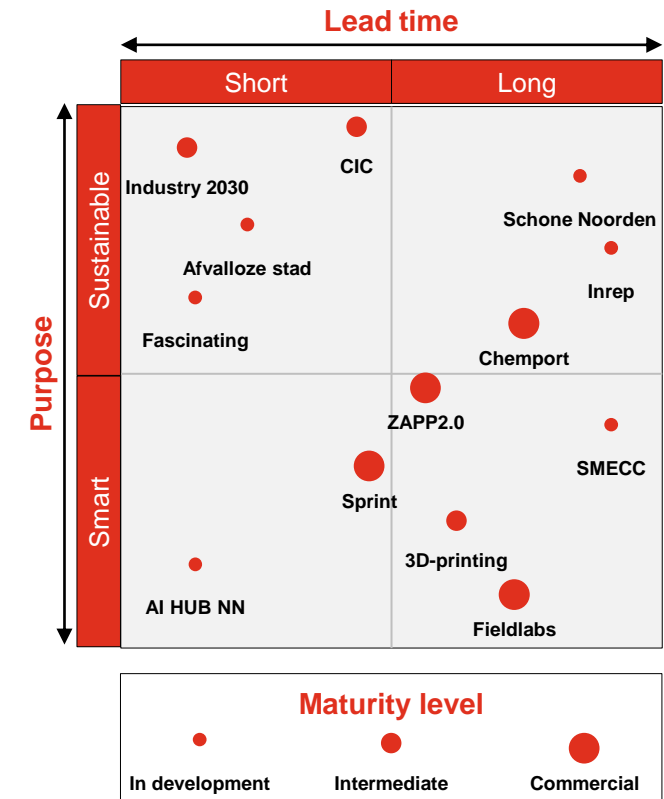 Lead time
Short
Long
Purpose
Sustainable
Smart
CIC
Industry 2030
Schone Noorden
Afvalloze stad
Inrep
Fascinating
Chemport
ZAPP2.0
SMECC
Sprint
3D-printing
AI HUB NN
Fieldlabs
Maturity level
In development
Intermediate
Commercial